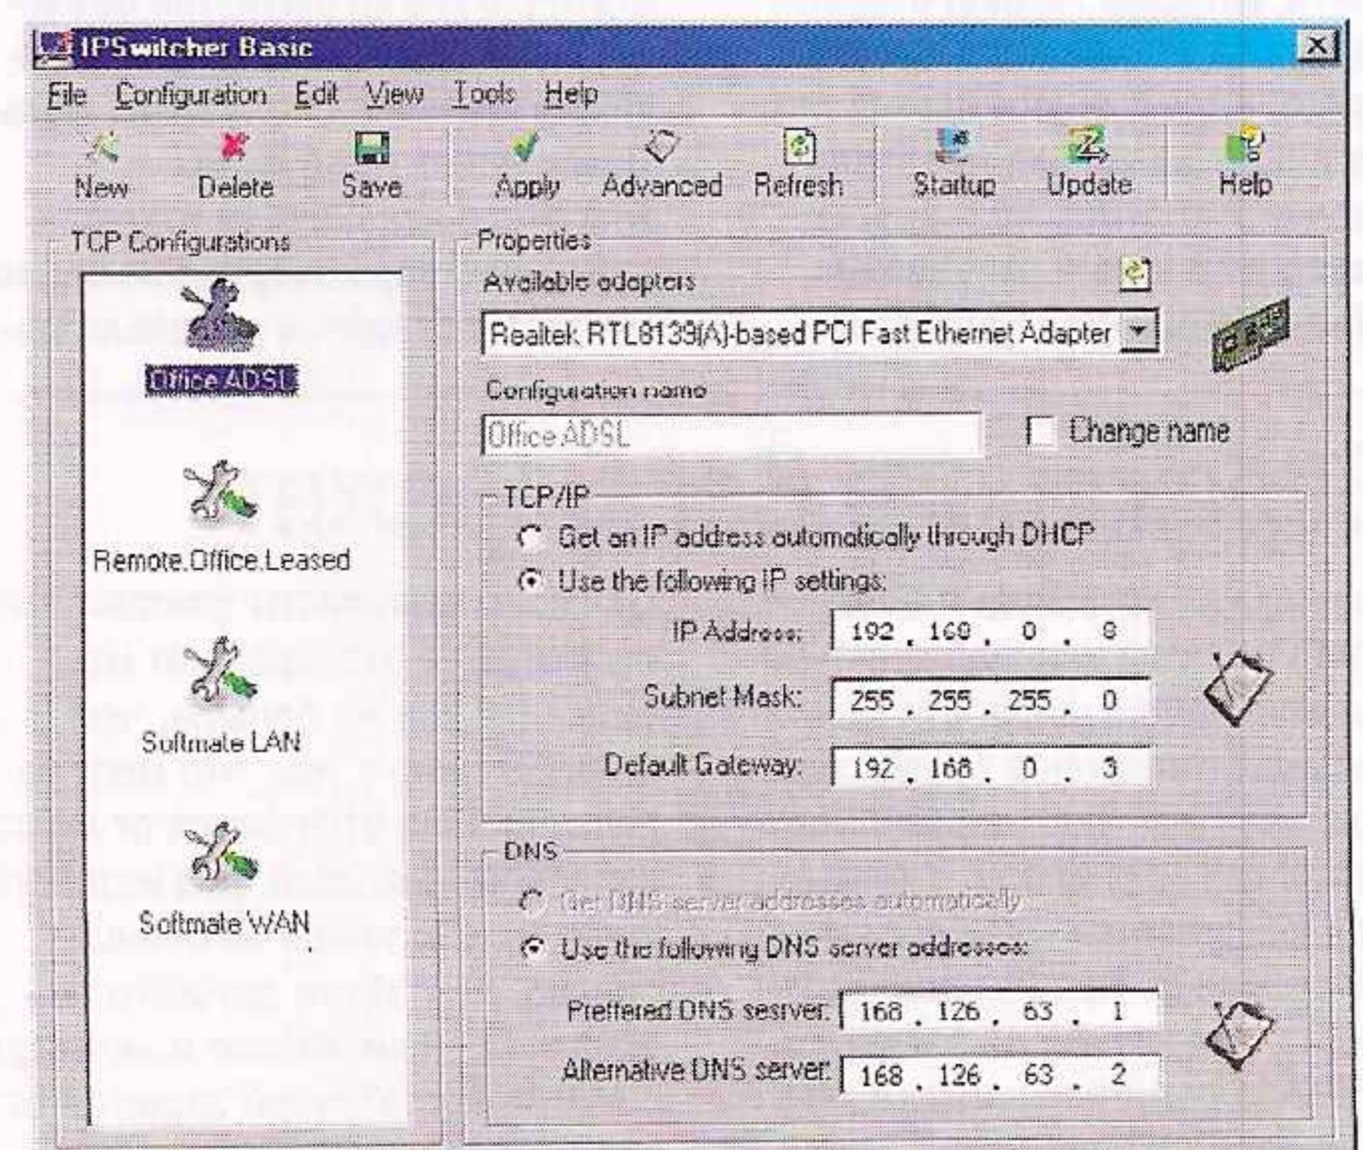 IPSwitcher Basic
File Configuration Edit View Tools Help
New Delete Save Apply Advanced Refresh Startup Update Help
TCP Configurations
Office ADSL
Remote.Office.Leased
Softmate LAN
Softmate WAN
Properties
Available adapters
Realtek RTL8139(A)-based PCI Fast Ethernet Adapter
Configuration name
Office ADSL
Change name
TCP/IP
Get an IP address automatically through DHCP
Use the following IP settings:
IP Address: 192 . 168 . 0 . 8
Subnet Mask: 255 . 255 . 255 . 0
Default Gateway: 192 . 168 . 0 . 3
DNS
Get DNS server addresses automatically
Use the following DNS server addresses:
Preffered DNS sesrver: 168 . 126 . 63 . 1
Alternative DNS server: 168 . 126 . 63 . 2